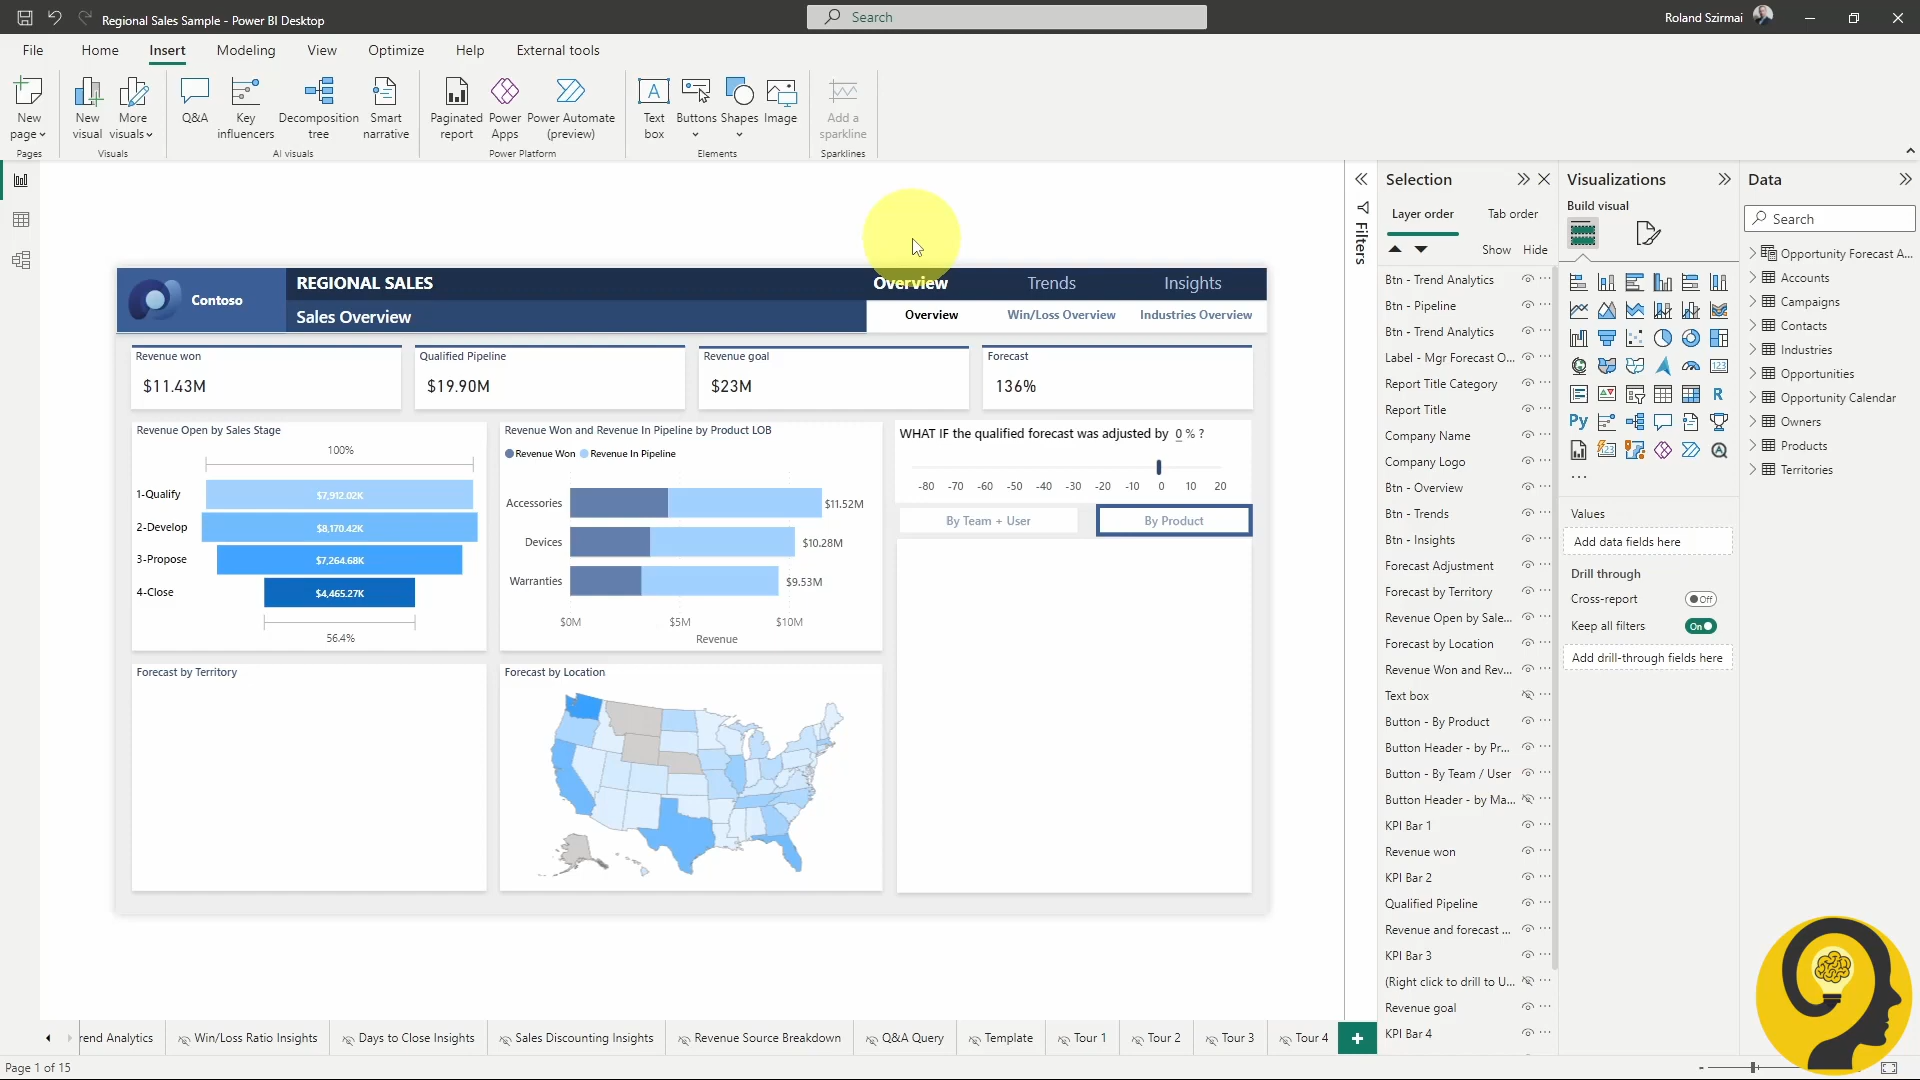 Regional Sales Sample - Power BI Desktop
Search
Roland Szirmai
File
Home
Insert
Modeling
View
Optimize
Help
External tools
New page
New visual
More visuals
Q&A
Key influencers
Decomposition tree
Smart narrative
Paginated report
Power Apps
Power Automate (preview)
Text box
Buttons
Shapes
Image
Add a sparkline
Pages
Visuals
AI visuals
Power Platform
Elements
Sparklines
Contoso
REGIONAL SALES
Sales Overview
Overview
Trends
Insights
Overview
Win/Loss Overview
Industries Overview
Revenue won
$11.43M
Qualified Pipeline
$19.90M
Revenue goal
$23M
Forecast
136%
Revenue Open by Sales Stage
100%
1-Qualify
$7,912.02K
2-Develop
$8,170.42K
3-Propose
$7,264.68K
4-Close
$4,465.27K
56.4%
Revenue Won and Revenue In Pipeline by Product LOB
Revenue Won
Revenue In Pipeline
Accessories
$11.52M
Devices
$10.28M
Warranties
$9.53M
$0M
$5M
$10M
Revenue
WHAT IF the qualified forecast was adjusted by 0 % ?
-80 -70 -60 -50 -40 -30 -20 -10 0 10 20
By Team + User
By Product
Forecast by Territory
Forecast by Location
Filters
Selection
Layer order
Tab order
Show
Hide
Btn - Trend Analytics
Btn - Pipeline
Btn - Trend Analytics
Label - Mgr Forecast O...
Report Title Category
Report Title
Company Name
Company Logo
Btn - Overview
Btn - Trends
Btn - Insights
Forecast Adjustment
Forecast by Territory
Revenue Open by Sale...
Forecast by Location
Revenue Won and Rev...
Text box
Button - By Product
Button Header - by Pr...
Button - By Team / User
Button Header - by Ma...
KPI Bar 1
Revenue won
KPI Bar 2
Qualified Pipeline
Revenue and forecast ...
KPI Bar 3
(Right click to drill to U...
Revenue goal
KPI Bar 4
Visualizations
Build visual
123
R
Py
123
...
Values
Add data fields here
Drill through
Cross-report
Off
Keep all filters
On
Add drill-through fields here
Data
Search
Opportunity Forecast A...
Accounts
Campaigns
Contacts
Industries
Opportunities
Opportunity Calendar
Owners
Products
Territories
rend Analytics
Win/Loss Ratio Insights
Days to Close Insights
Sales Discounting Insights
Revenue Source Breakdown
Q&A Query
Template
Tour 1
Tour 2
Tour 3
Tour 4
Page 1 of 15